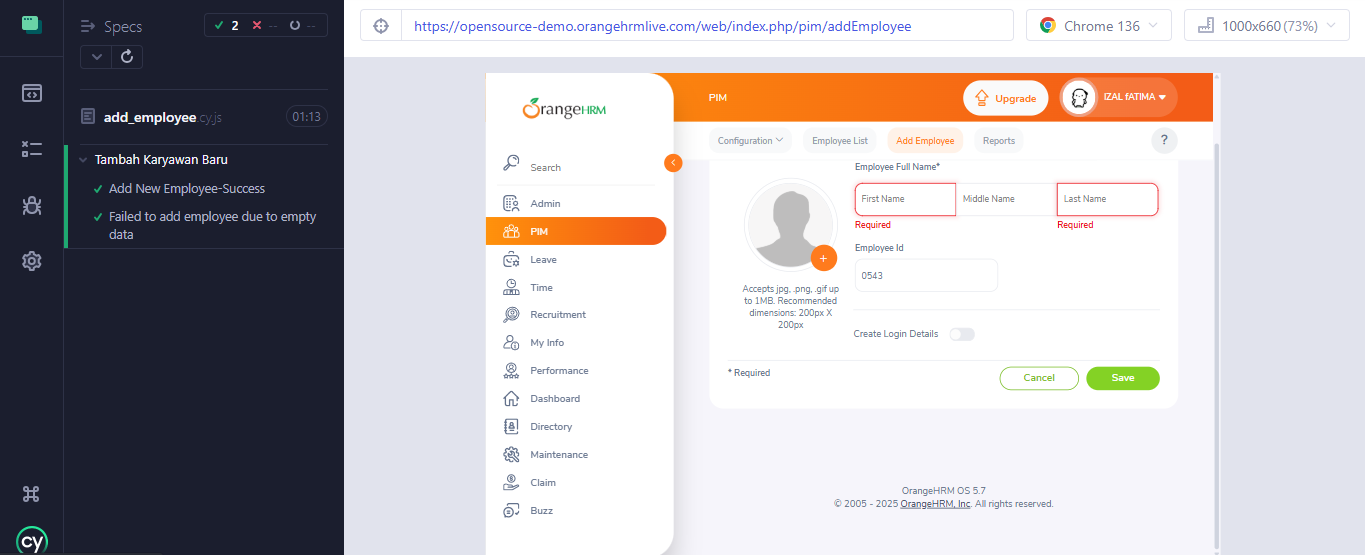 Specs
2 -- --
add_employee.cy.js 01:13
Tambah Karyawan Baru
Add New Employee-Success
Failed to add employee due to empty
data
cy
https://opensource-demo.orangehrmlive.com/web/index.php/pim/addEmployee
Chrome 136
1000x660 (73%)
OrangeHRM
PIM
Upgrade
IZAL fATIMA
Configuration
Employee List
Add Employee
Reports
?
Search
Admin
PIM
Leave
Time
Recruitment
My Info
Performance
Dashboard
Directory
Maintenance
Claim
Buzz
Employee Full Name*
First Name
Middle Name
Last Name
Required
Required
Employee Id
0543
Accepts jpg, .png, .gif up
to 1MB. Recommended
dimensions: 200px X
200px
Create Login Details
* Required
Cancel
Save
OrangeHRM OS 5.7
© 2005 - 2025 OrangeHRM, Inc. All rights reserved.